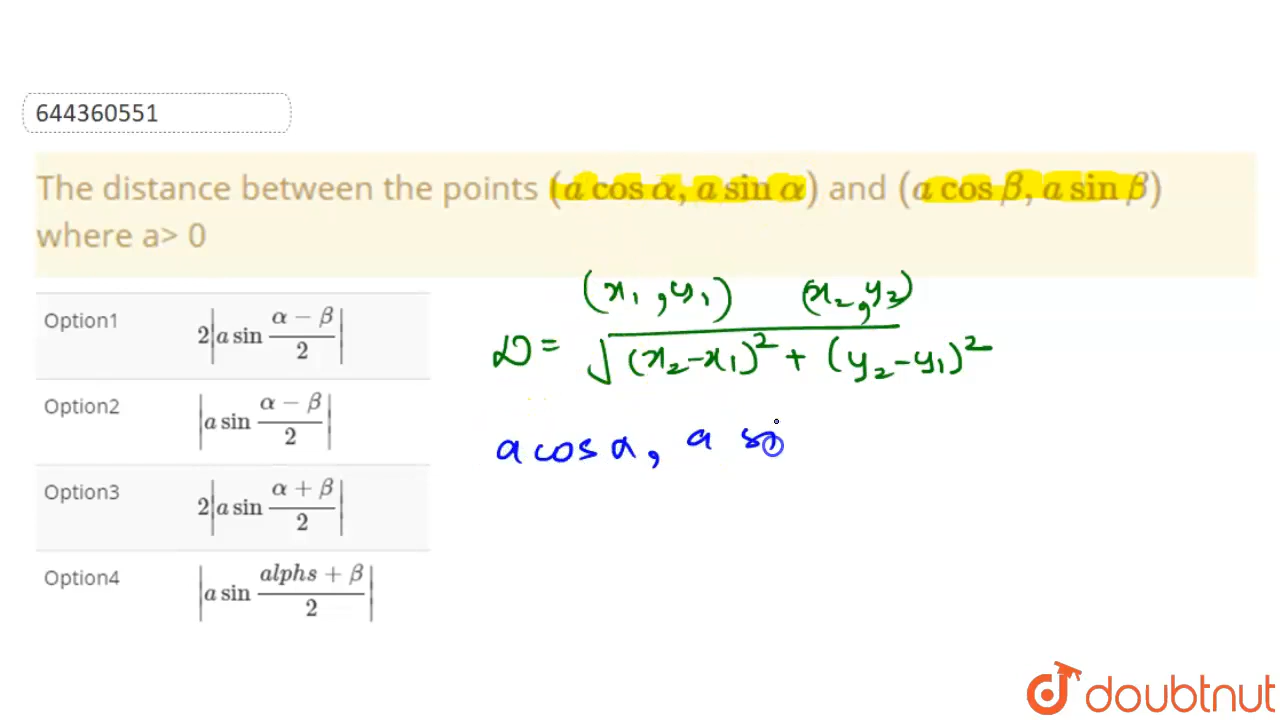 644360551
The distance between the points (a cos α, a sin α) and (a cos β, a sin β)
where a> 0
(x₁, y₁) (x₂, y₂)
D = √(x₂-x₁)² + (y₂-y₁)²
a cos α, a
Option1 2|a sin (α − β)/2|
Option2 |a sin (α − β)/2|
Option3 2|a sin (α + β)/2|
Option4 |a sin (alphs + β)/2|
doubtnut